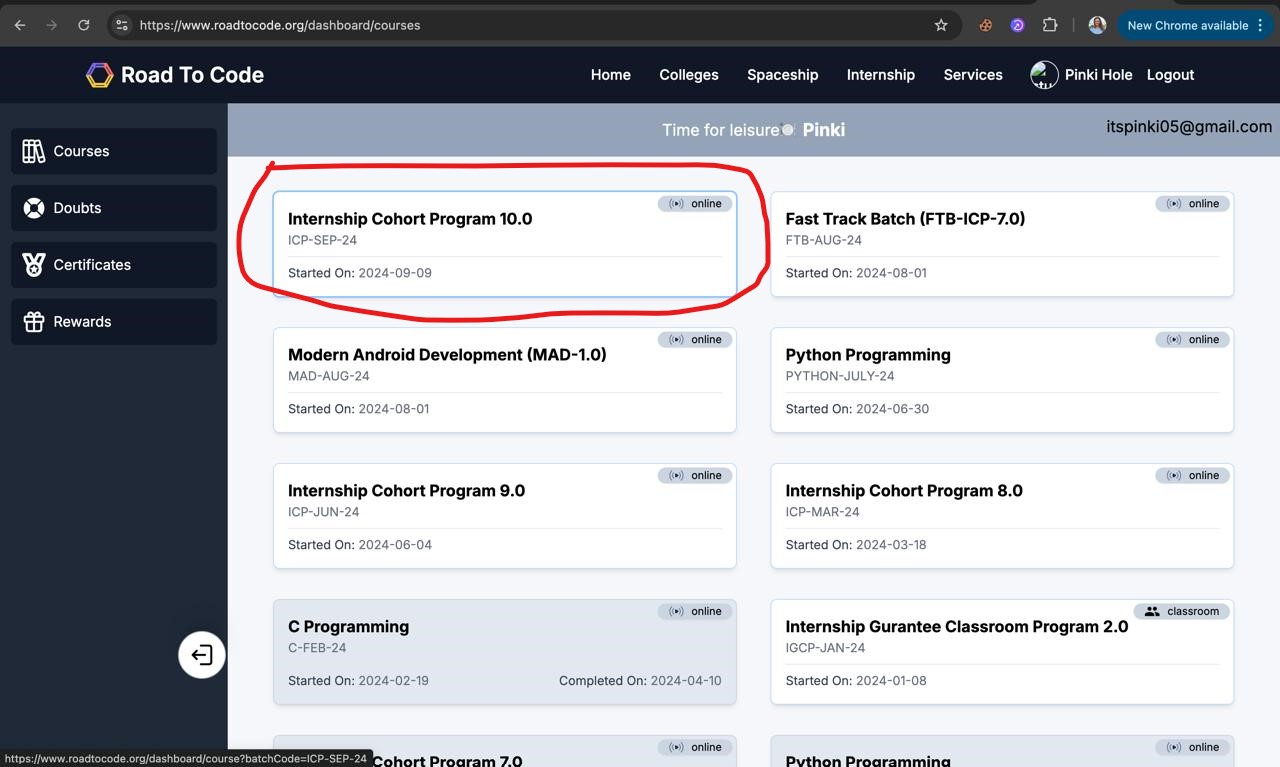 https://www.roadtocode.org/dashboard/courses
New Chrome available
Road To Code
Home Colleges Spaceship Internship Services Pinki Hole Logout
Time for leisure Pinki
itspinki05@gmail.com
Courses
Doubts
Certificates
Rewards
online
Internship Cohort Program 10.0
ICP-SEP-24
Started On: 2024-09-09
online
Fast Track Batch (FTB-ICP-7.0)
FTB-AUG-24
Started On: 2024-08-01
online
Modern Android Development (MAD-1.0)
MAD-AUG-24
Started On: 2024-08-01
online
Python Programming
PYTHON-JULY-24
Started On: 2024-06-30
online
Internship Cohort Program 9.0
ICP-JUN-24
Started On: 2024-06-04
online
Internship Cohort Program 8.0
ICP-MAR-24
Started On: 2024-03-18
online
C Programming
C-FEB-24
Started On: 2024-02-19 Completed On: 2024-04-10
classroom
Internship Gurantee Classroom Program 2.0
IGCP-JAN-24
Started On: 2024-01-08
online
Cohort Program 7.0
online
Python Programming
https://www.roadtocode.org/dashboard/course?batchCode=ICP-SEP-24